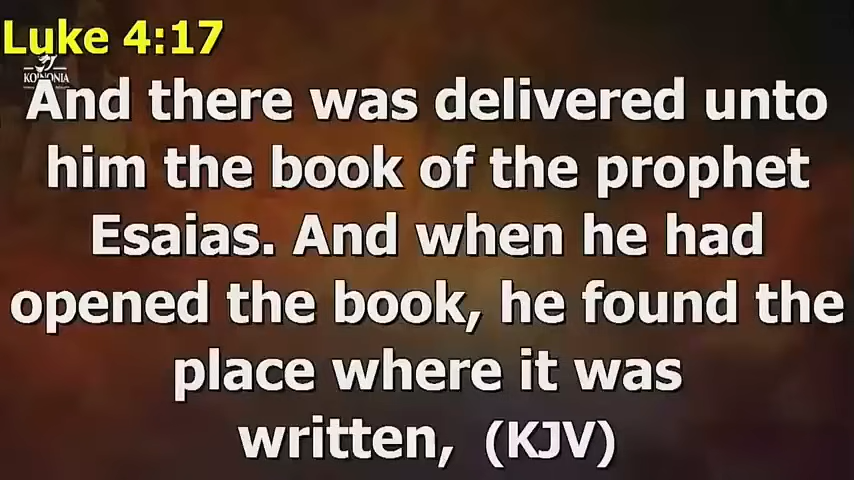 Luke 4:17
KOINONIA
And there was delivered unto
him the book of the prophet
Esaias. And when he had
opened the book, he found the
place where it was
written, (KJV)